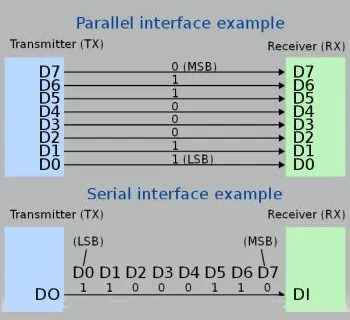 Parallel interface example
Transmitter (TX) Receiver (RX)
D7 0 (MSB) D7
D6 1 D6
D5 1 D5
D4 0 D4
D3 0 D3
D2 0 D2
D1 1 D1
D0 1 (LSB) D0
Serial interface example
Transmitter (TX) Receiver (RX)
(LSB) (MSB)
D0 D1 D2 D3 D4 D5 D6 D7
DO 1 1 0 0 0 1 1 0 DI